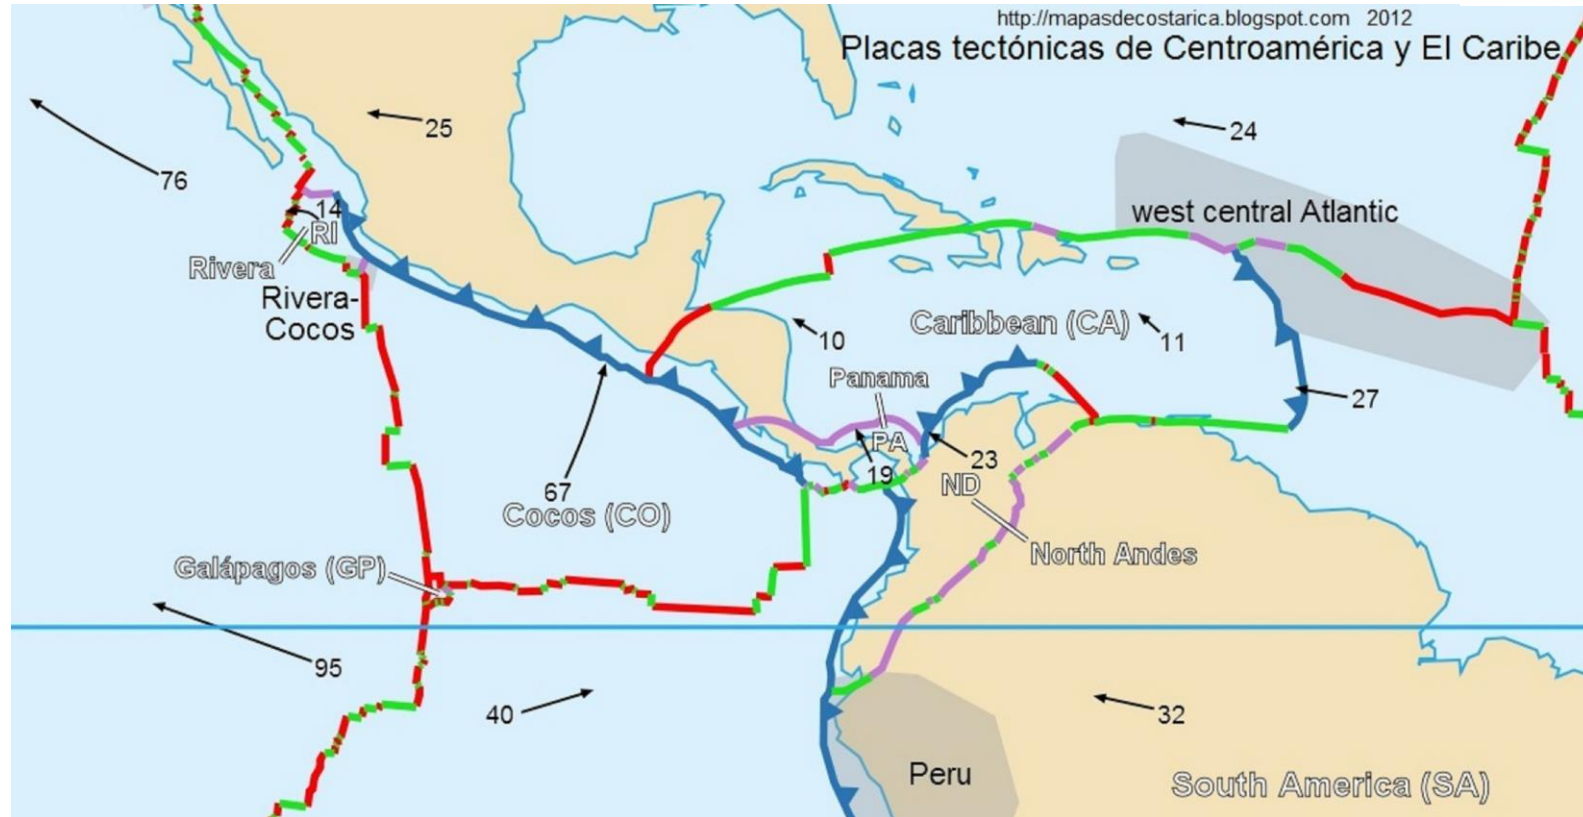 http://mapasdecostarica.blogspot.com 2012
Placas tectónicas de Centroamérica y El Caribe
25
24
76
14
RI
west central Atlantic
Rivera
Rivera-
Cocos
Caribbean (CA)
10
11
Panama
PA
27
23
19
ND
67
Cocos (CO)
North Andes
Galápagos (GP)
95
40
32
Peru
South America (SA)